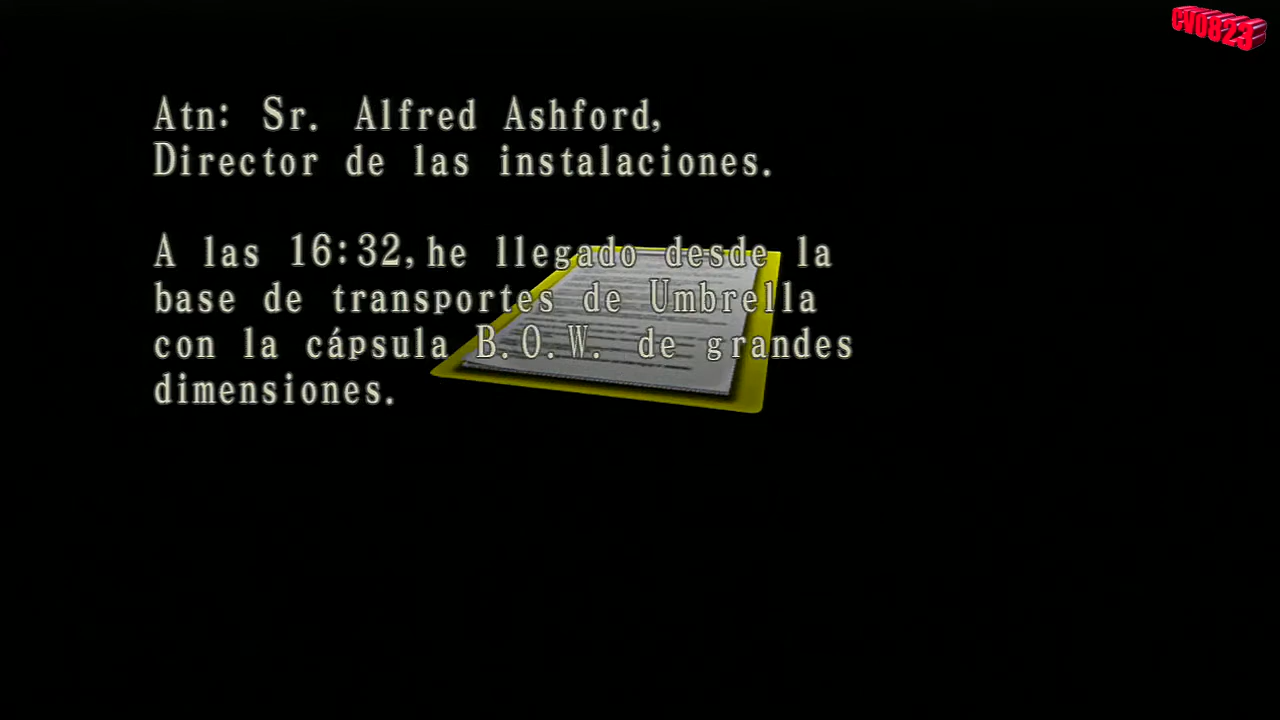 CV0823
Atn: Sr. Alfred Ashford,
Director de las instalaciones.
A las 16:32, he llegado desde la
base de transportes de Umbrella
con la cápsula B.O.W. de grandes
dimensiones.